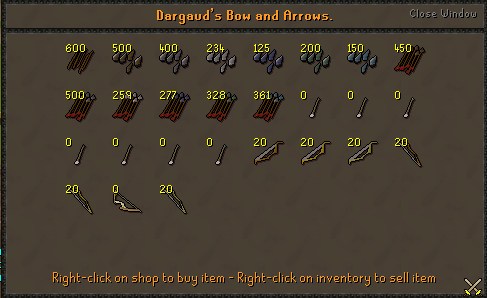 Dargaud's Bow and Arrows.
Close Window
600 500 400 234 125 200 150 450
500 259 277 328 361 0 0 0
0 0 0 0 20 20 20 20
20 0 20
Right-click on shop to buy item - Right-click on inventory to sell item